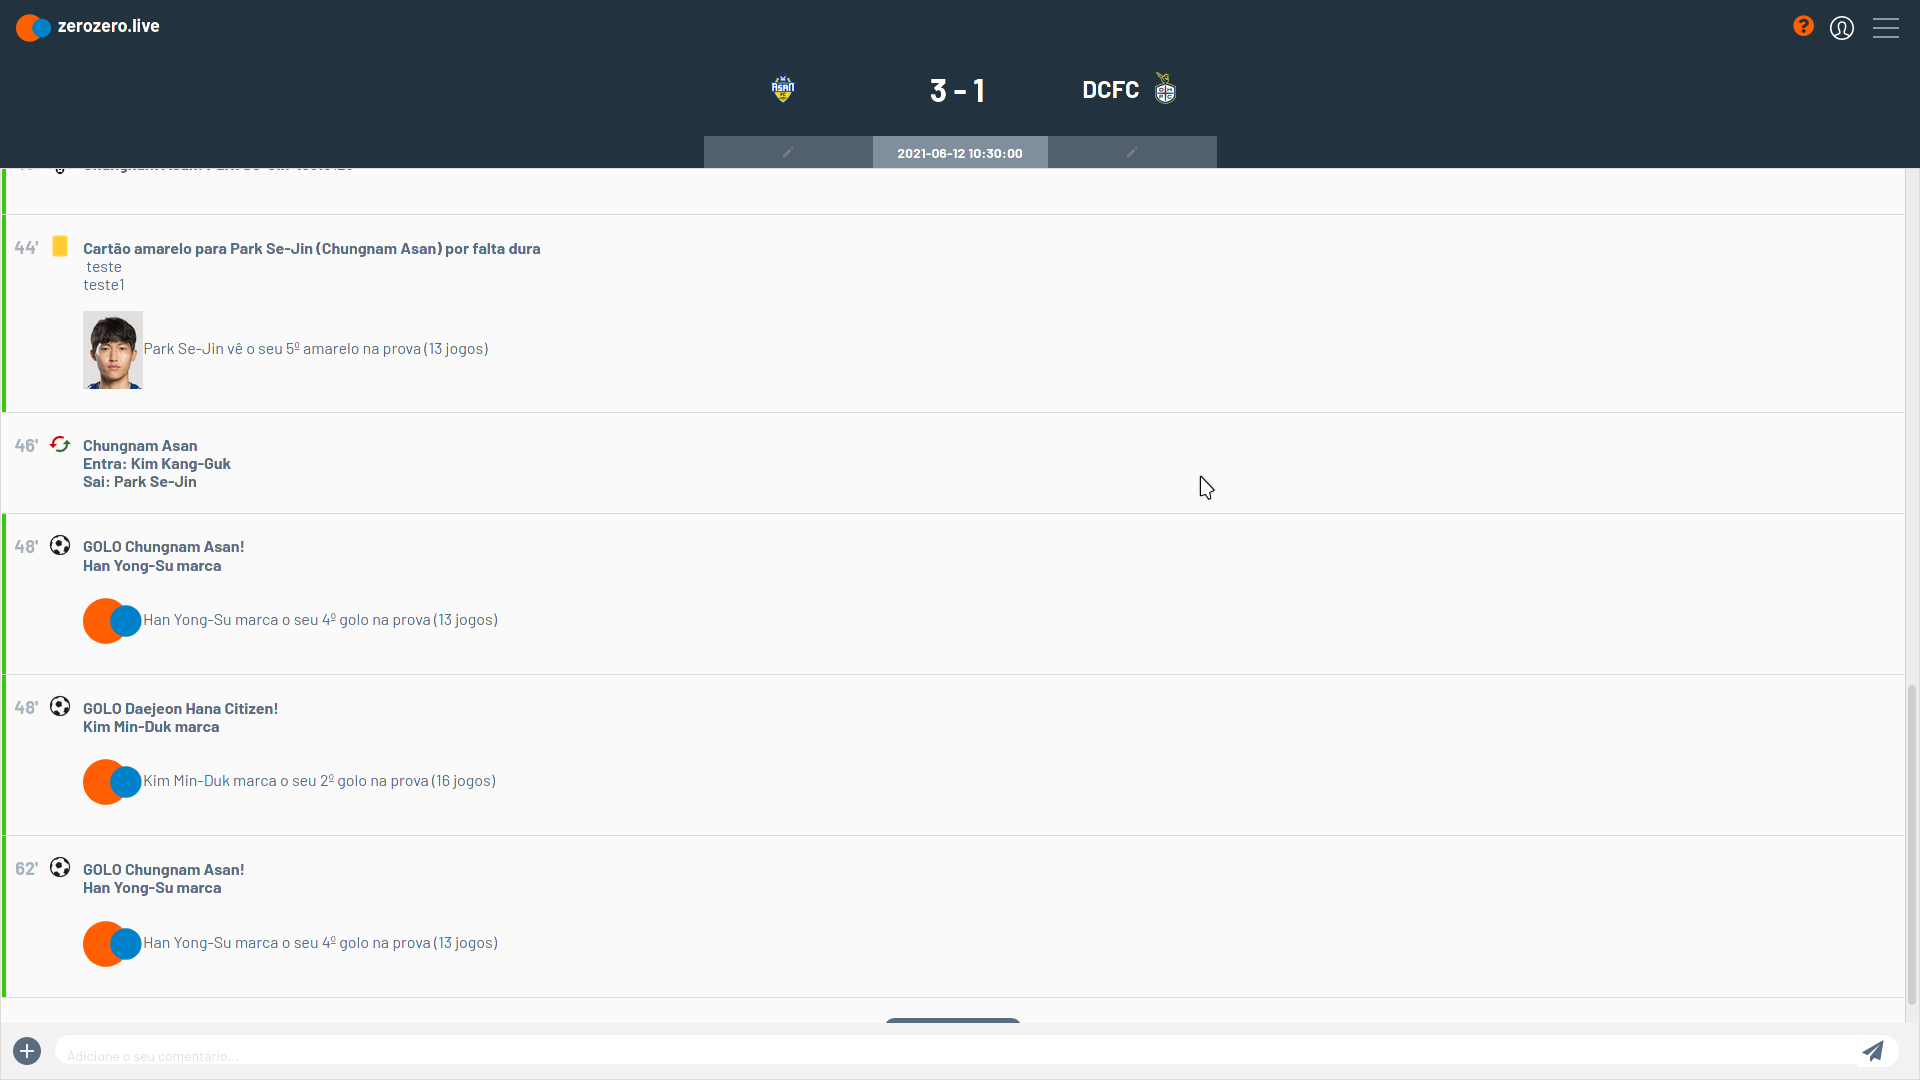 zerozero.live
3 - 1
DCFC
2021-06-12 10:30:00
44'
Cartão amarelo para Park Se-Jin (Chungnam Asan) por falta dura
teste
teste1
Park Se-Jin vê o seu 5º amarelo na prova (13 jogos)
46'
Chungnam Asan
Entra: Kim Kang-Guk
Sai: Park Se-Jin
48'
GOLO Chungnam Asan!
Han Yong-Su marca
Han Yong-Su marca o seu 4º golo na prova (13 jogos)
48'
GOLO Daejeon Hana Citizen!
Kim Min-Duk marca
Kim Min-Duk marca o seu 2º golo na prova (16 jogos)
62'
GOLO Chungnam Asan!
Han Yong-Su marca
Han Yong-Su marca o seu 4º golo na prova (13 jogos)
Adicione o seu comentário...